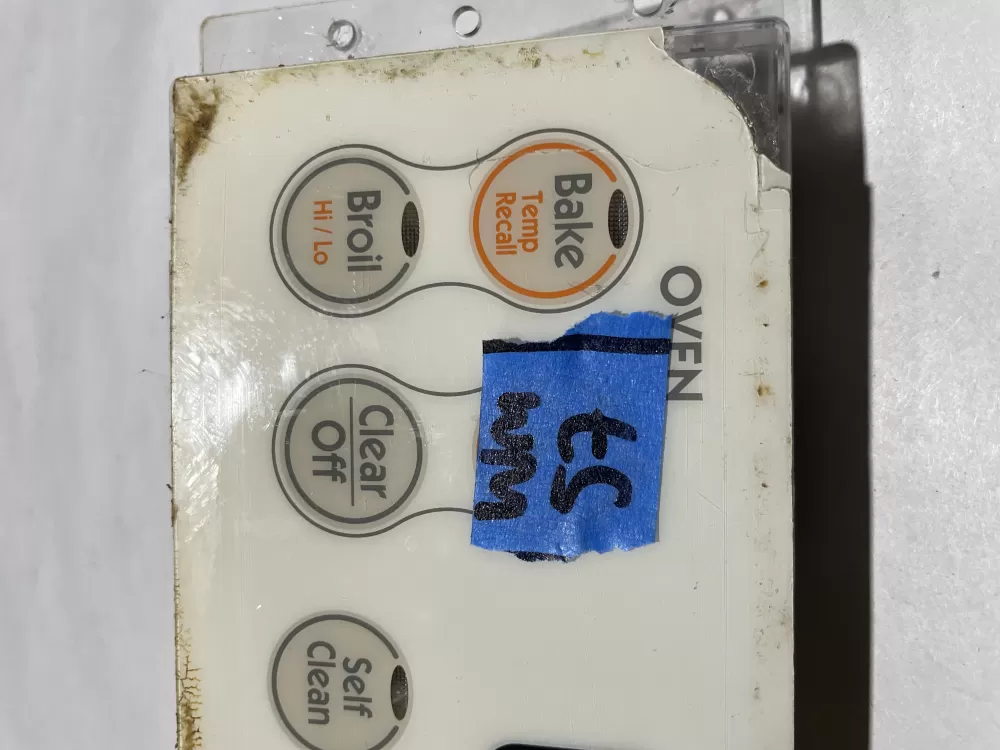 OVEN
Bake
Temp
Recall
Broil
Hi / Lo
Clear
Off
Self
Clean